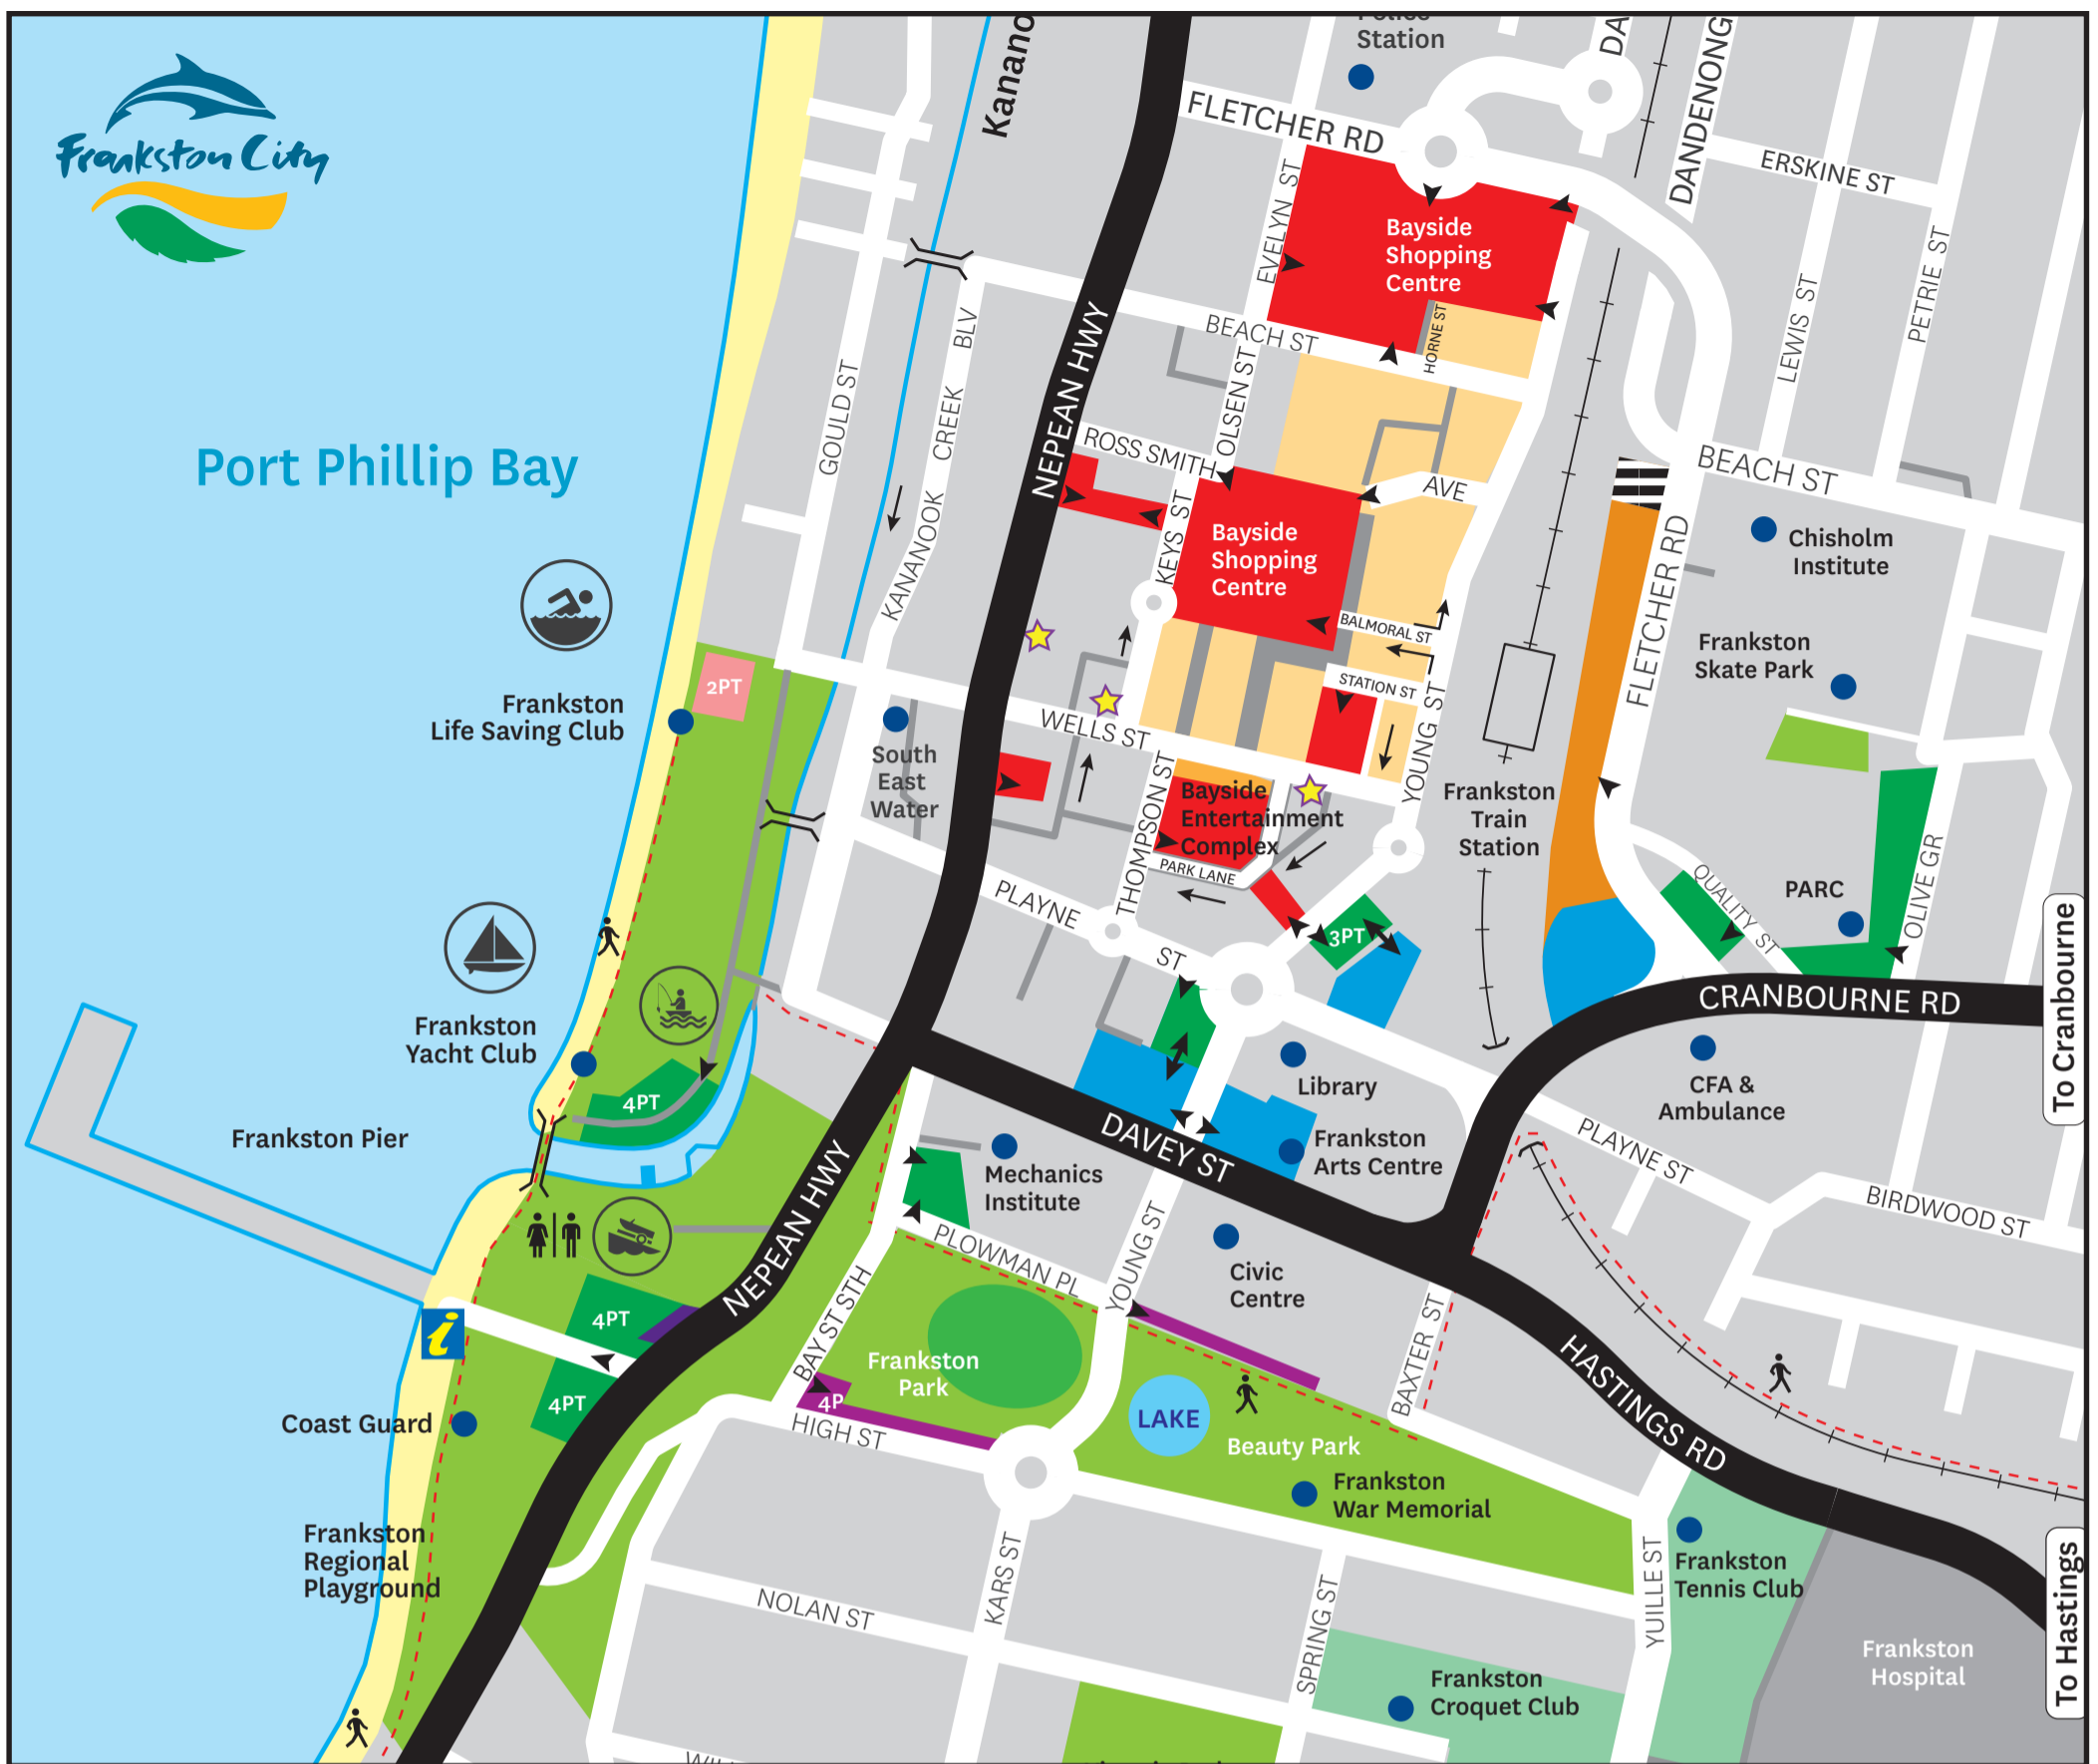 Police
Station
Frankston City
Kanano
DA
DANDENONG
FLETCHER RD
ERSKINE ST
EVELYN ST
Bayside
Shopping
Centre
PETRIE ST
LEWIS ST
HORNE ST
BEACH ST
NEPEAN HWY
KANANOOK CREEK BLV
GOULD ST
OLSEN ST
Port Phillip Bay
ROSS SMITH
AVE
BEACH ST
KEYS ST
Bayside
Shopping
Centre
Chisholm
Institute
FLETCHER RD
BALMORAL ST
Frankston
Skate Park
STATION ST
2PT
Frankston
Life Saving Club
WELLS ST
YOUNG ST
South
East
Water
THOMPSON ST
Bayside
Entertainment
Complex
PARK LANE
Frankston
Train
Station
QUALITY ST
PARC
OLIVE GR
PLAYNE
ST
3PT
To Cranbourne
CRANBOURNE RD
Frankston
Yacht Club
Library
CFA &
Ambulance
4PT
Frankston Pier
DAVEY ST
Frankston
Arts Centre
PLAYNE ST
BIRDWOOD ST
Mechanics
Institute
NEPEAN HWY
PLOWMAN PL
YOUNG ST
Civic
Centre
4PT
i
BAY ST STH
Frankston
Park
BAXTER ST
HASTINGS RD
4PT
4P
Coast Guard
HIGH ST
LAKE
Beauty Park
Frankston
War Memorial
Frankston
Regional
Playground
Frankston
Tennis Club
YUILLE ST
KARS ST
NOLAN ST
SPRING ST
Frankston
Hospital
To Hastings
Frankston
Croquet Club